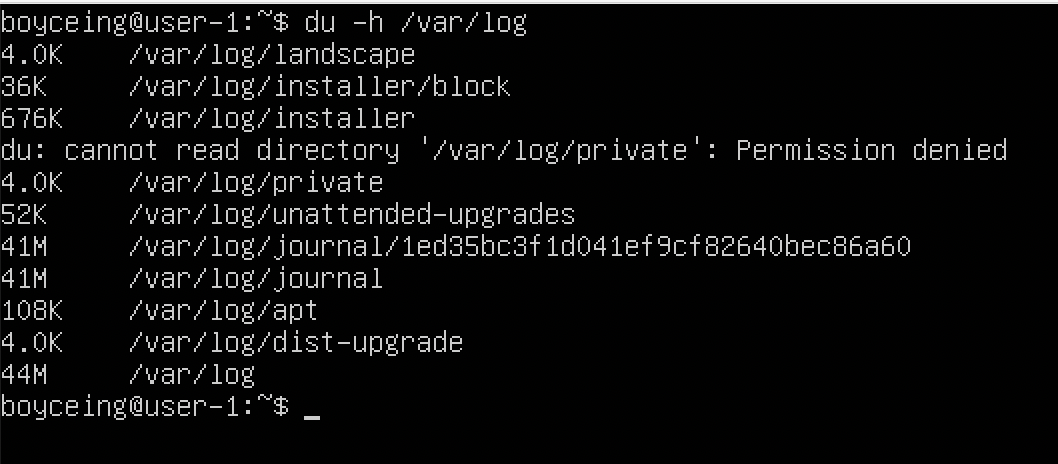 boyceing@user-1:~$ du -h /var/log
4.0K /var/log/landscape
36K /var/log/installer/block
676K /var/log/installer
du: cannot read directory '/var/log/private': Permission denied
4.0K /var/log/private
52K /var/log/unattended-upgrades
41M /var/log/journal/1ed35bc3f1d041ef9cf82640bec86a60
41M /var/log/journal
108K /var/log/apt
4.0K /var/log/dist-upgrade
44M /var/log
boyceing@user-1:~$ _